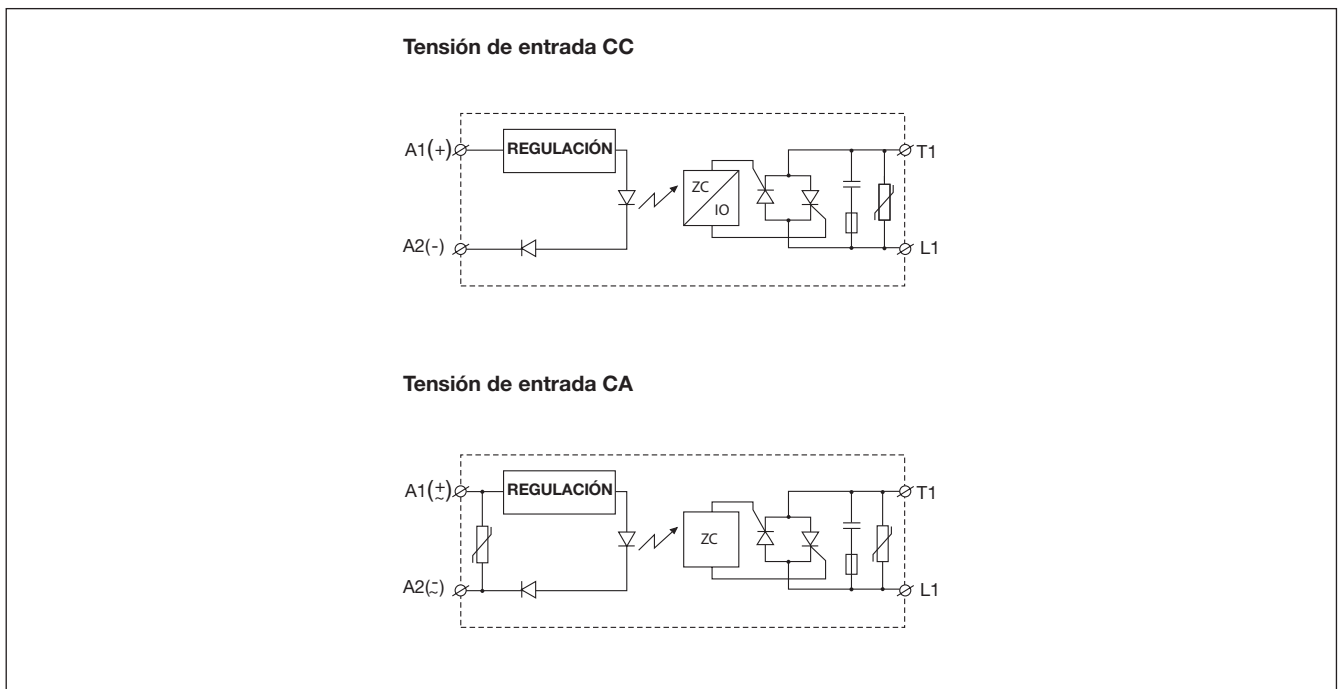 Tensión de entrada CC
A1(+)
REGULACIÓN
ZC
IO
T1
A2(-)
L1
Tensión de entrada CA
A1(+~)
REGULACIÓN
ZC
T1
A2(-~)
L1